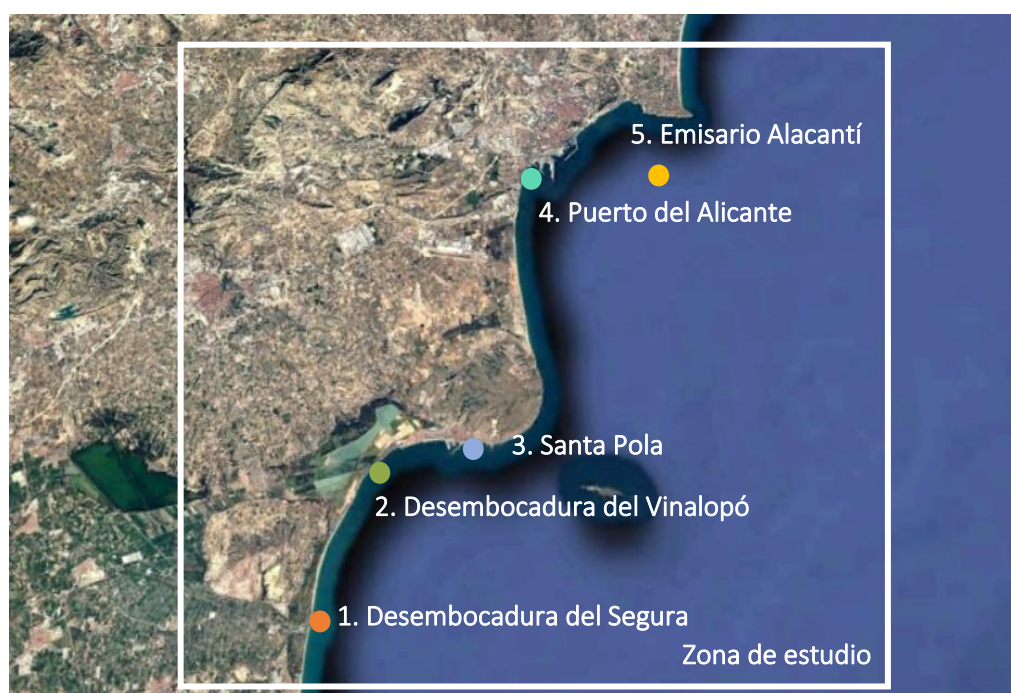 5. Emisario Alacantí
4. Puerto del Alicante
3. Santa Pola
2. Desembocadura del Vinalopó
1. Desembocadura del Segura
Zona de estudio